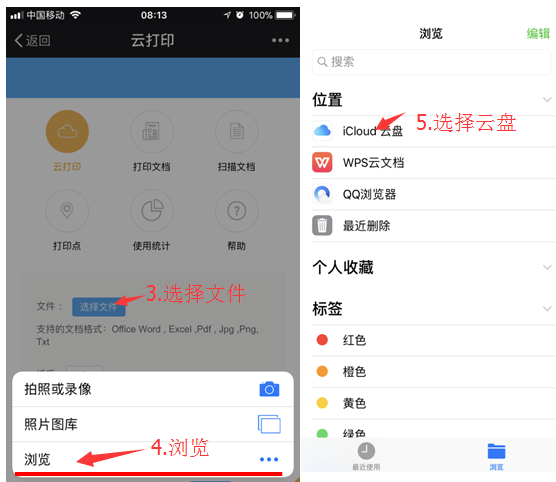 中国移动 08:13 100%
返回 云打印
云打印 打印文档 扫描文档
打印点 使用统计 帮助
文件： 选择文件
3.选择文件
支持的文档格式：Office Word , Excel ,Pdf , Jpg ,Png,
Txt
拍照或录像
照片图库
浏览
4.浏览
浏览 编辑
搜索
位置
iCloud 云盘
5.选择云盘
WPS云文档
QQ浏览器
最近删除
个人收藏
标签
红色
橙色
黄色
绿色
最近使用 浏览